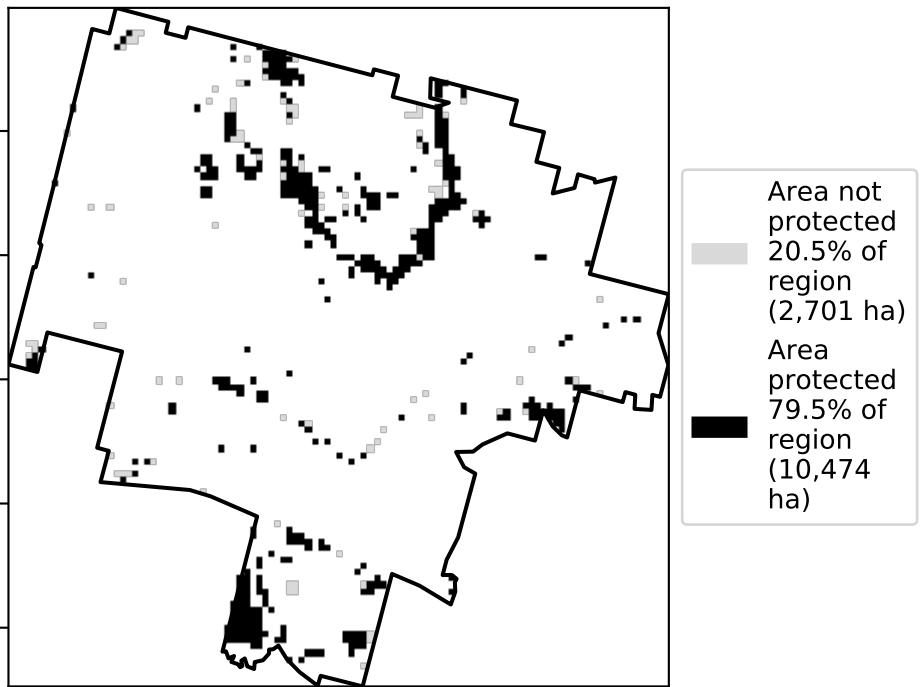 Area not
protected
20.5% of
region
(2,701 ha)
Area
protected
79.5% of
region
(10,474
ha)